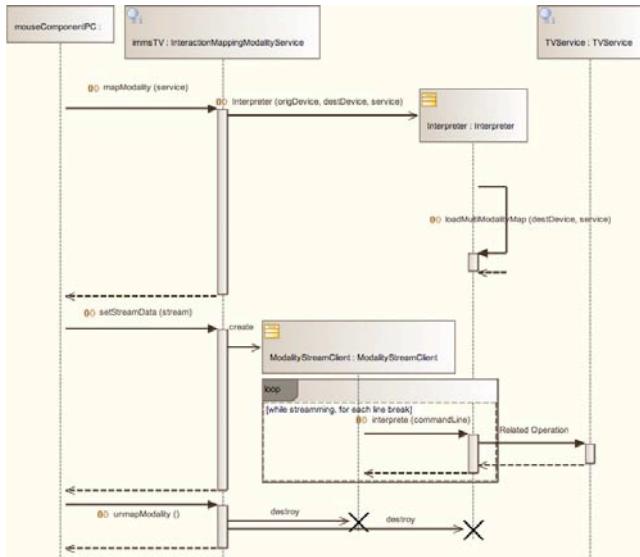 mouseComponentPC :
immsTV : InteractionMappingModalityService
TVService : TVService
mapModality (service)
Interpreter (origDevice, destDevice, service)
Interpreter : Interpreter
loadMultiModalityMap (destDevice, service)
setStreamData (stream)
create
ModalityStreamClient : ModalityStreamClient
loop
[while streamming, for each line break]
interprete (commandLine)
Related Operation
unmapModality ()
destroy
destroy